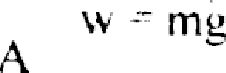 w = mg
A